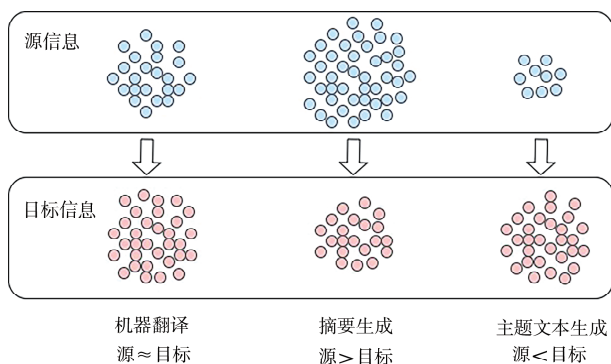 源信息
目标信息
机器翻译
源≈目标
摘要生成
源>目标
主题文本生成
源<目标